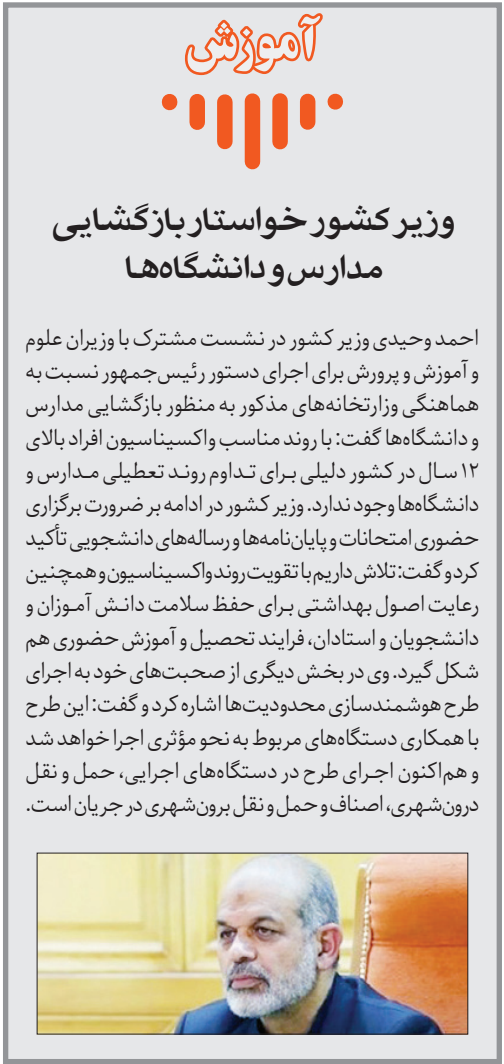 آموزش
وزیر کشور خواستار بازگشایی
مدارس و دانشگاه‌ها
احمد وحیدی وزیر کشور در نشست مشترک با وزیران علوم
و آموزش و پرورش برای اجرای دستور رئیس‌جمهور نسبت به
هماهنگی وزارتخانه‌های مذکور به منظور بازگشایی مدارس
و دانشگاه‌ها گفت: با روند مناسب واکسیناسیون افراد بالای
۱۲ سال در کشور دلیلی برای تداوم روند تعطیلی مدارس و
دانشگاه‌ها وجود ندارد. وزیر کشور در ادامه بر ضرورت برگزاری
حضوری امتحانات و پایان‌نامه‌ها و رساله‌های دانشجویی تأکید
کرد و گفت: تلاش داریم با تقویت روند واکسیناسیون و همچنین
رعایت اصول بهداشتی برای حفظ سلامت دانش آموزان و
دانشجویان و استادان، فرایند تحصیل و آموزش حضوری هم
شکل گیرد. وی در بخش دیگری از صحبت‌های خود به اجرای
طرح هوشمندسازی محدودیت‌ها اشاره کرد و گفت: این طرح
با همکاری دستگاه‌های مربوط به نحو مؤثری اجرا خواهد شد
و هم‌اکنون اجرای طرح در دستگاه‌های اجرایی، حمل و نقل
درون‌شهری، اصناف و حمل و نقل برون‌شهری در جریان است.